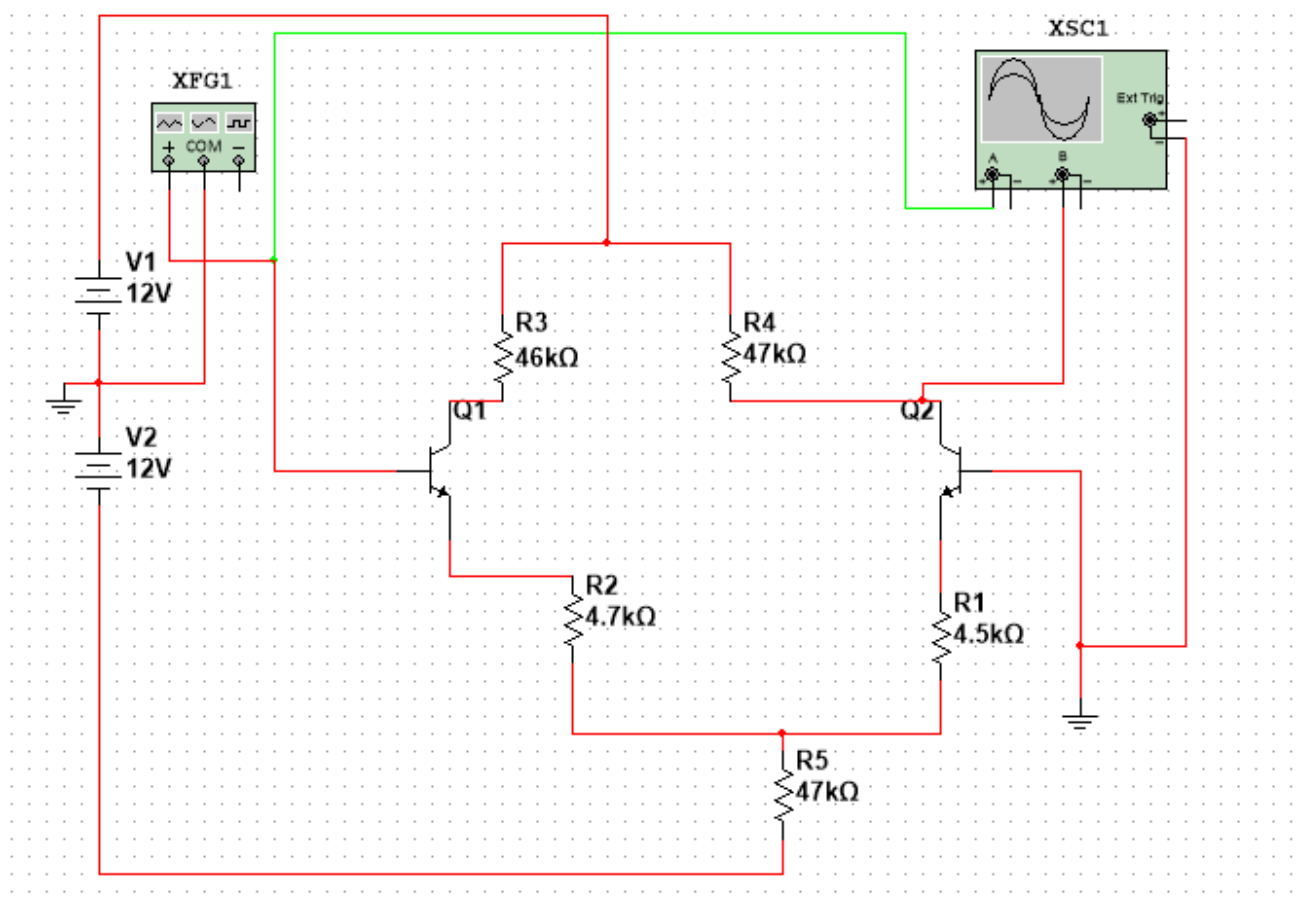 XSC1
XFG1
Ext Trig
+
+ COM −
−
A
B
+ − + −
V1
12V
R3
46kΩ
R4
47kΩ
Q1
Q2
V2
12V
R2
4.7kΩ
R1
4.5kΩ
R5
47kΩ